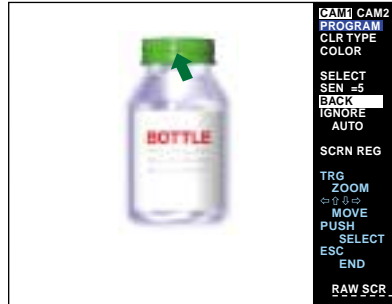 BOTTLE
CAM1 CAM2
PROGRAM
CLR TYPE
COLOR
SELECT
SEN =5
BACK
IGNORE
AUTO
SCRN REG
TRG
ZOOM
⇦⇧⇩⇨
MOVE
PUSH
SELECT
ESC
END
RAW SCR